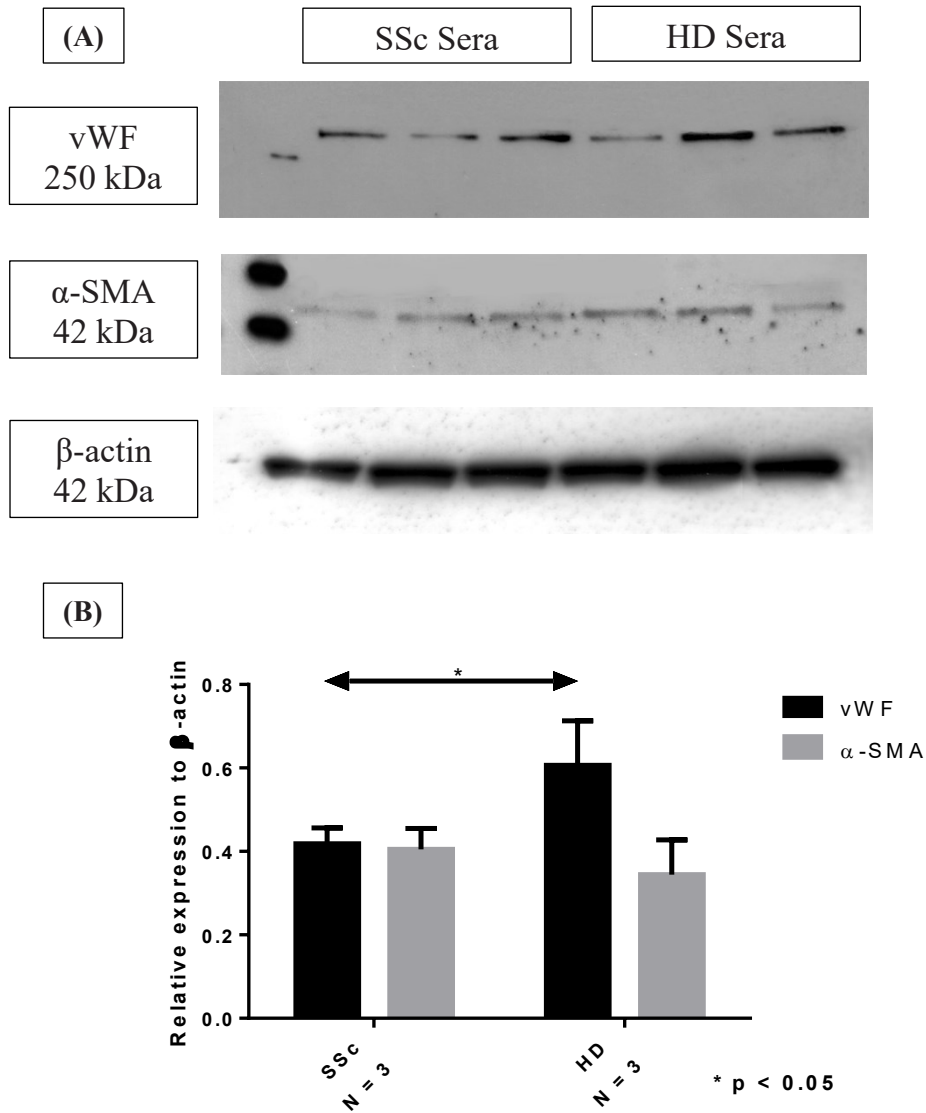 (A)
SSc Sera
HD Sera
vWF
250 kDa
α-SMA
42 kDa
β-actin
42 kDa
(B)
Relative expression to β-actin
0.8
0.6
0.4
0.2
0.0
*
vWF
α-SMA
SSc
N = 3
HD
N = 3
* p < 0.05